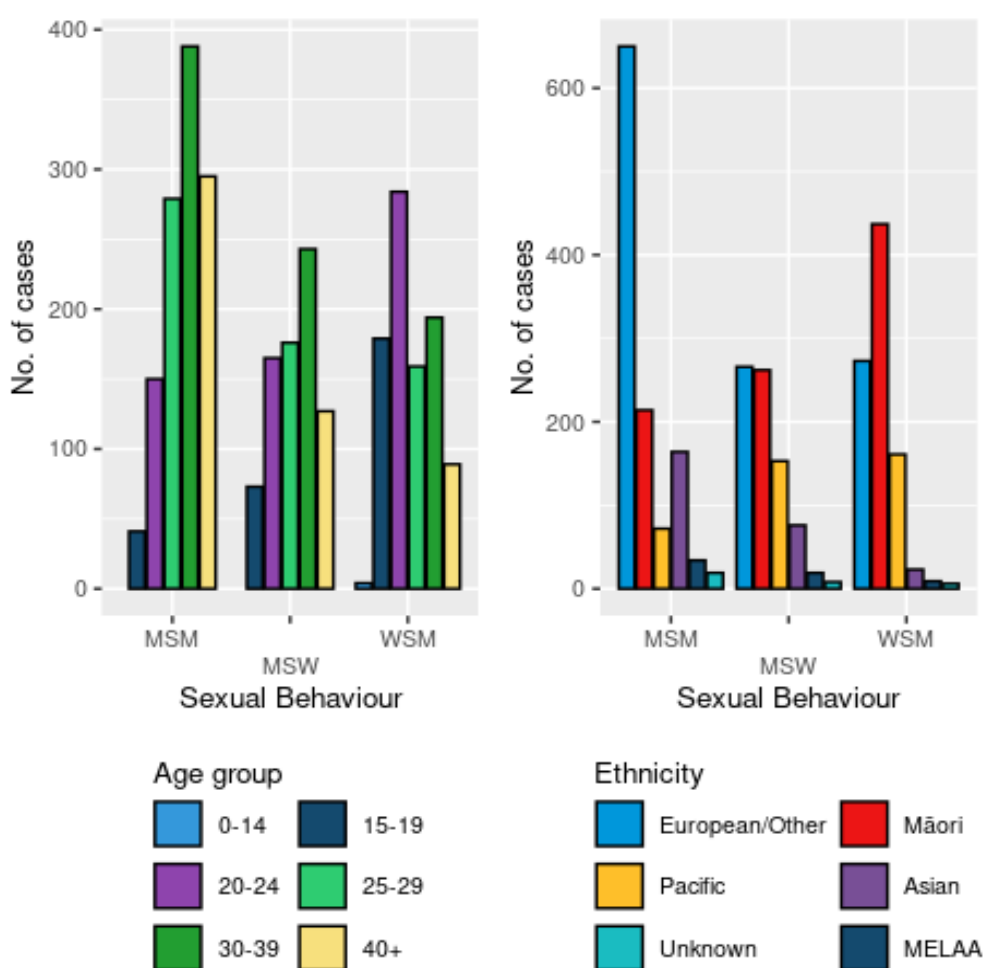 400
300
200
100
0
No. of cases
MSM
MSW
WSM
Sexual Behaviour
600
400
200
0
No. of cases
MSM
MSW
WSM
Sexual Behaviour
Age group
0-14
15-19
20-24
25-29
30-39
40+
Ethnicity
European/Other
Māori
Pacific
Asian
Unknown
MELAA